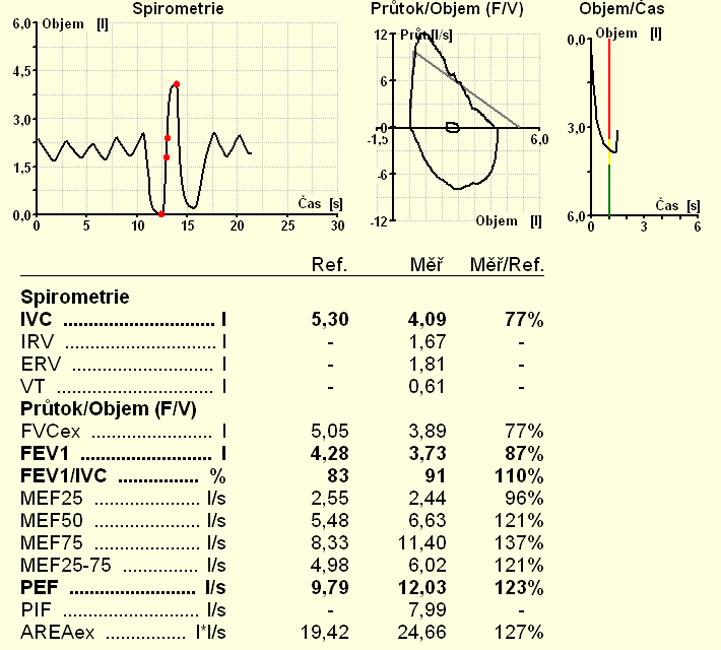 Spirometrie
Průtok/Objem (F/V)
Objem/Čas
6,0 Objem [l]
4,5
3,0
1,5
0,0
0 5 10 15 20 25 30
Čas [s]
12 Průt[l/s]
6
0
-1,5 6,0
-6
-12
Objem [l]
0,0 Objem [l]
3,0
6,0
Čas [s]
0 3 6
Ref. Měř Měř/Ref.
Spirometrie
IVC ............................ l 5,30 4,09 77%
IRV ............................ l - 1,67 -
ERV ............................ l - 1,81 -
VT ............................. l - 0,61 -
Průtok/Objem (F/V)
FVCex ...................... l 5,05 3,89 77%
FEV1 ......................... l 4,28 3,73 87%
FEV1/IVC ............... % 83 91 110%
MEF25 ................... l/s 2,55 2,44 96%
MEF50 ................... l/s 5,48 6,63 121%
MEF75 ................... l/s 8,33 11,40 137%
MEF25-75 .............. l/s 4,98 6,02 121%
PEF ....................... l/s 9,79 12,03 123%
PIF ........................ l/s - 7,99 -
AREAex ................ l*l/s 19,42 24,66 127%